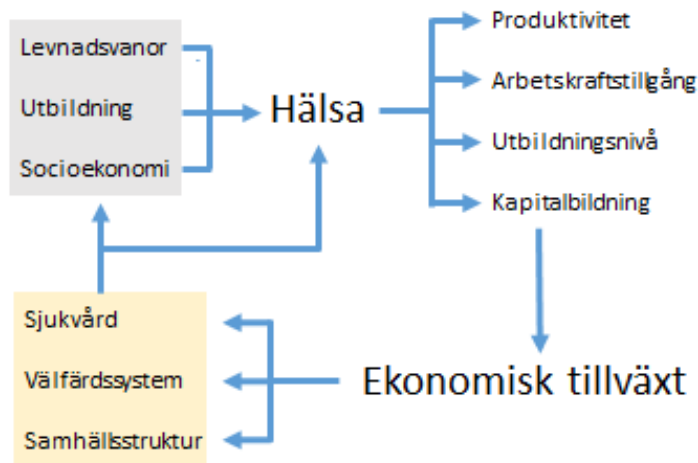 Levnadsvanor
Utbildning
Socioekonomi
Hälsa
Produktivitet
Arbetskraftstillgång
Utbildningsnivå
Kapitalbildning
Ekonomisk tillväxt
Sjukvård
Välfärdssystem
Samhällsstruktur